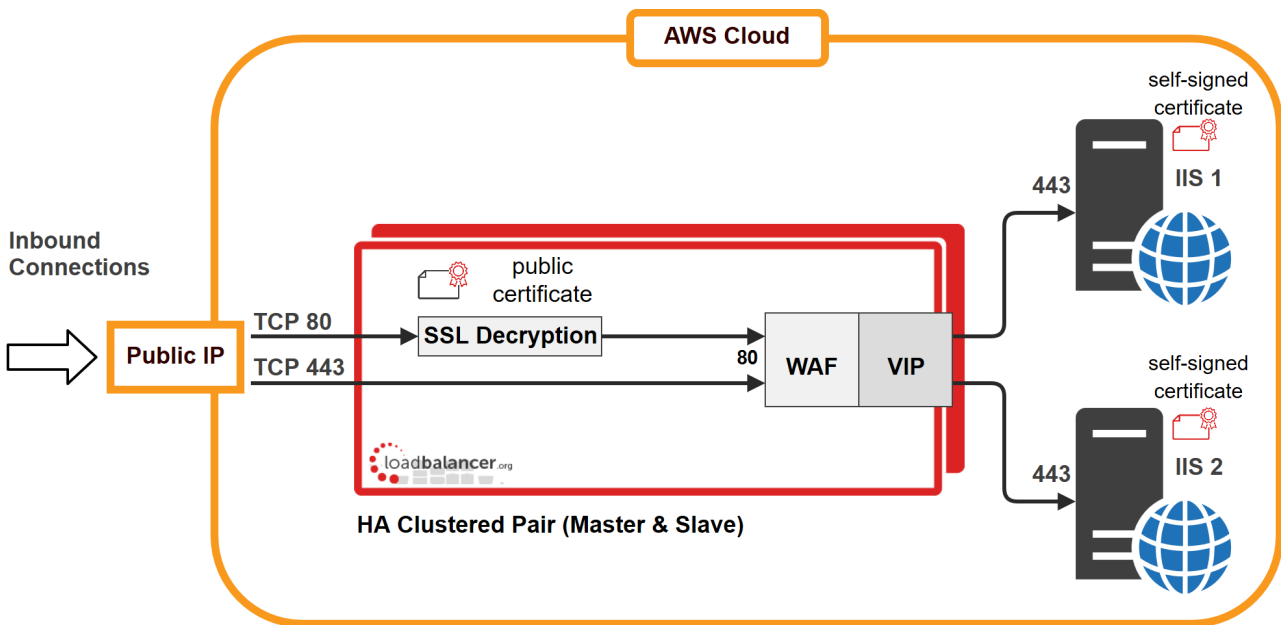 AWS Cloud
self-signed
certificate
IIS 1
443
Inbound
Connections
public
certificate
TCP 80
SSL Decryption
Public IP
TCP 443
80
WAF
VIP
self-signed
certificate
IIS 2
443
loadbalancer.org
HA Clustered Pair (Master & Slave)